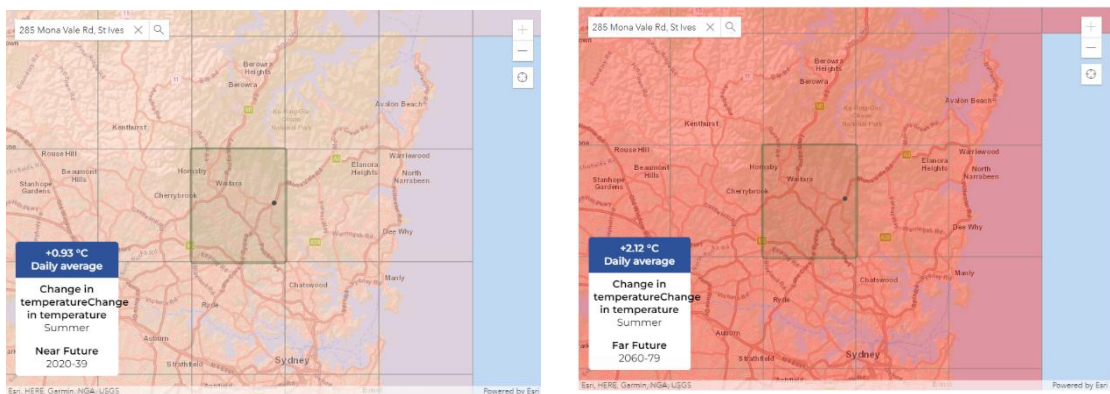 285 Mona Vale Rd, St Ives
Berowra
Heights
Berowra
Ku-Ring-Gai
Chase
National Park
Avalon Beach
Kenthurst
Rouse Hill
Beaumont
Hills
Stanhope
Gardens
Hornsby
Waitara
Cherrybrook
Elanora
Heights
Warriewood
North
Narrabeen
Dee Why
Manly
Chatswood
Ryde
Auburn
Strathfield
Sydney
+0.93 °C
Daily average
Change in
temperatureChange
in temperature
Summer
Near Future
2020-39
Esri, HERE, Garmin, NGA, USGS
Powered by Esri
285 Mona Vale Rd, St Ives
Berowra
Heights
Berowra
Ku-Ring-Gai
Chase
National Park
Avalon Beach
Kenthurst
Rouse Hill
Beaumont
Hills
Stanhope
Gardens
Hornsby
Waitara
Cherrybrook
Elanora
Heights
Warriewood
North
Narrabeen
Dee Why
Manly
Chatswood
Ryde
Auburn
Strathfield
Sydney
+2.12 °C
Daily average
Change in
temperatureChange
in temperature
Summer
Far Future
2060-79
Esri, HERE, Garmin, NGA, USGS
Powered by Esri